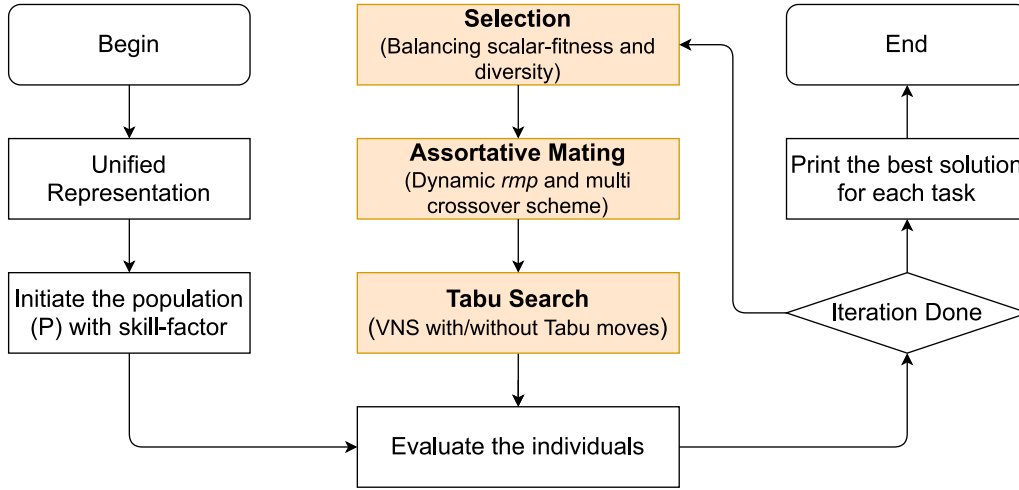 Begin
Unified
Representation
Initiate the population
(P) with skill-factor
Selection
(Balancing scalar-fitness and
diversity)
Assortative Mating
(Dynamic rmp and multi
crossover scheme)
Tabu Search
(VNS with/without Tabu moves)
Evaluate the individuals
End
Print the best solution
for each task
Iteration Done